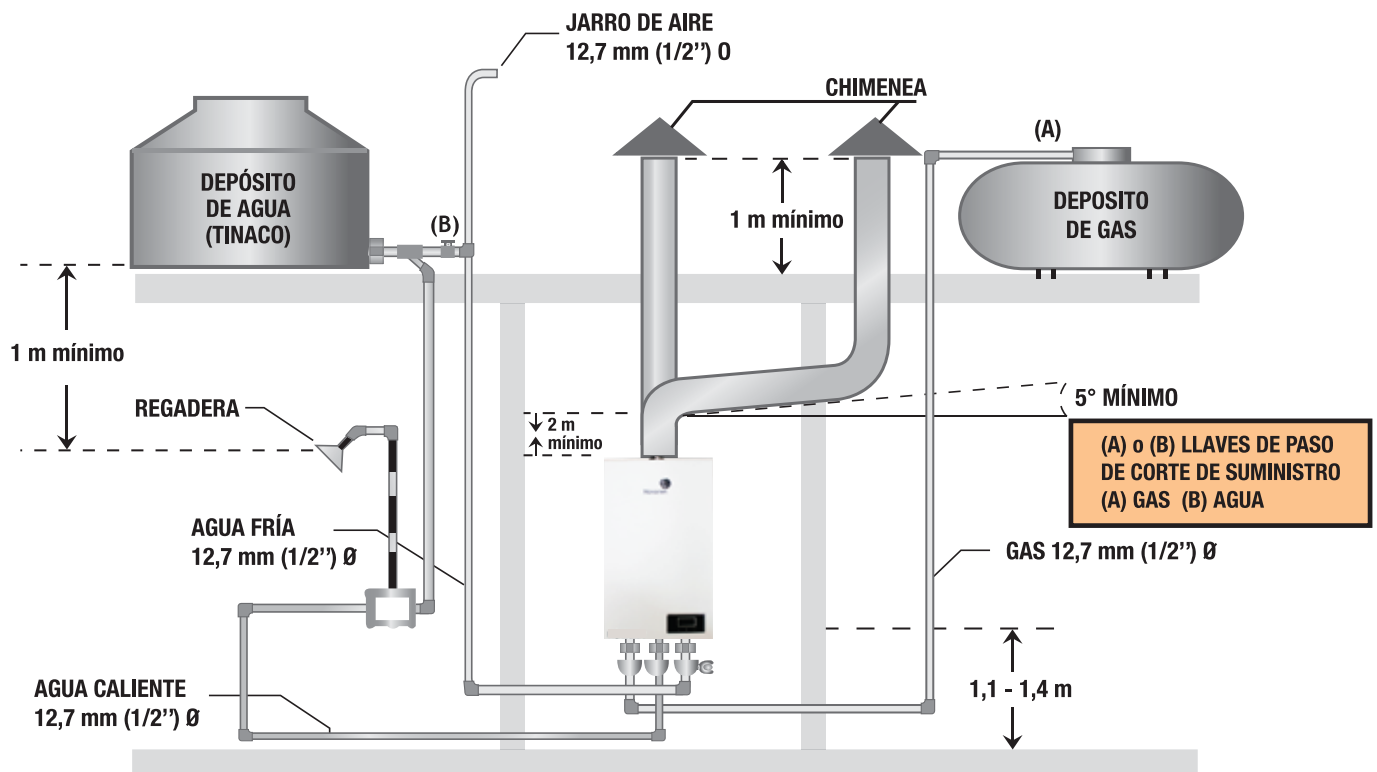 JARRO DE AIRE
12,7 mm (1/2’’) O
CHIMENEA
(A)
DEPÓSITO
DE AGUA
(TINACO)
(B)
1 m mínimo
DEPOSITO
DE GAS
1 m mínimo
REGADERA
2 m
mínimo
5° MÍNIMO
(A) o (B) LLAVES DE PASO
DE CORTE DE SUMINISTRO
(A) GAS (B) AGUA
AGUA FRÍA
12,7 mm (1/2’’) Ø
GAS 12,7 mm (1/2’’) Ø
AGUA CALIENTE
12,7 mm (1/2’’) Ø
1,1 - 1,4 m